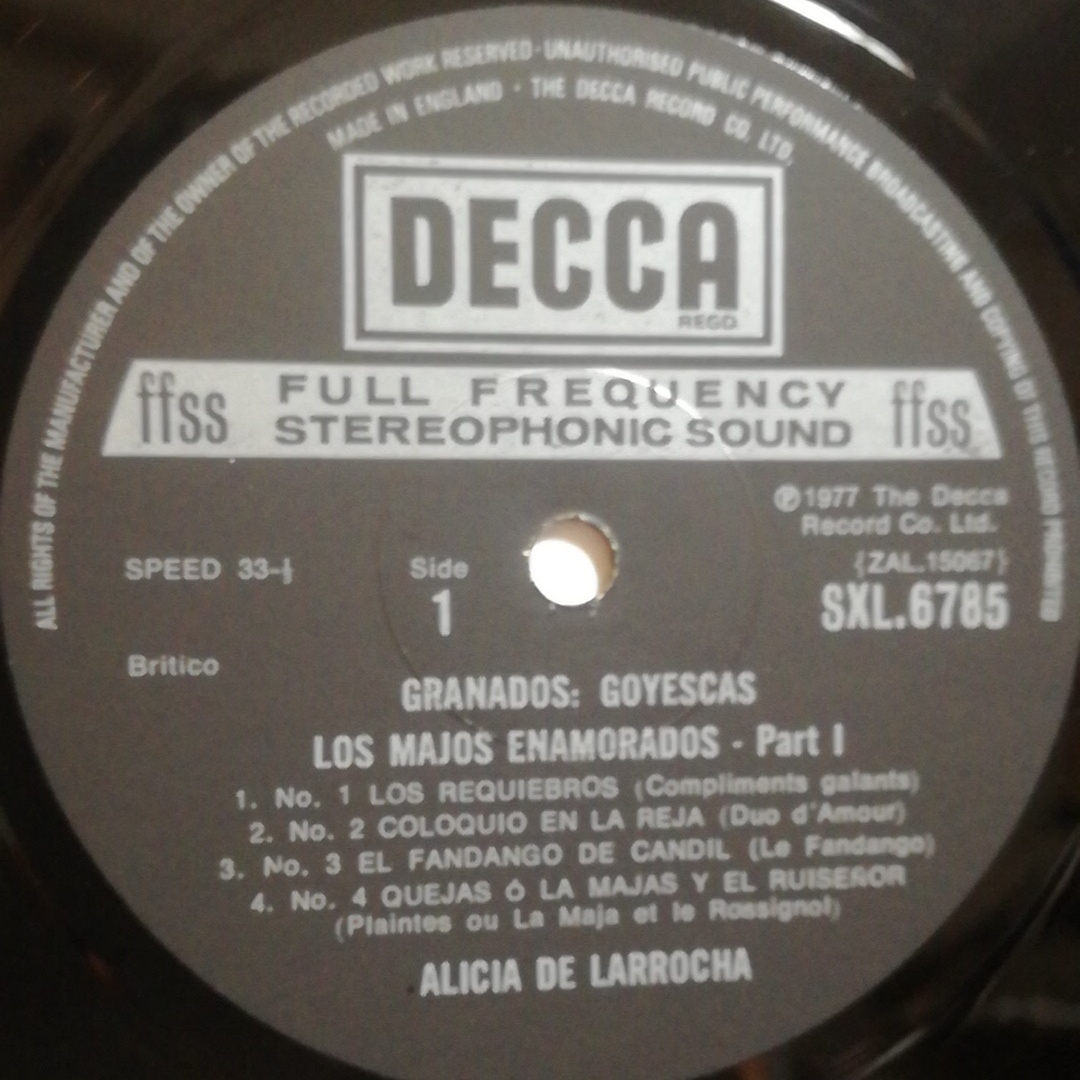 ALL RIGHTS OF THE MANUFACTURER AND OF THE OWNER OF THE RECORDED WORK RESERVED · UNAUTHORISED PUBLIC PERFORMANCE BROADCASTING AND COPYING OF THIS RECORD PROHIBITED
MADE IN ENGLAND · THE DECCA RECORD CO. LTD.
DECCA
REGD.
ffss FULL FREQUENCY STEREOPHONIC SOUND ffss
℗1977 The Decca
Record Co. Ltd.
SPEED 33-⅓
Side
1
{ZAL.15067}
SXL.6785
Britico
GRANADOS: GOYESCAS
LOS MAJOS ENAMORADOS - Part I
1. No. 1 LOS REQUIEBROS (Compliments galants)
2. No. 2 COLOQUIO EN LA REJA (Duo d'Amour)
3. No. 3 EL FANDANGO DE CANDIL (Le Fandango)
4. No. 4 QUEJAS Ó LA MAJAS Y EL RUISEÑOR
(Plaintes ou La Maja et le Rossignol)
ALICIA DE LARROCHA